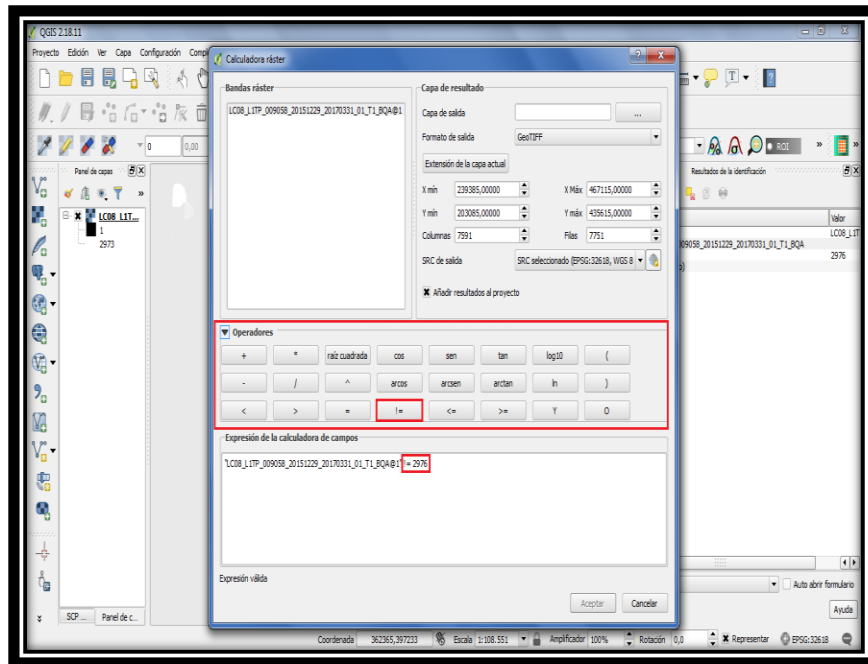 QGIS 2.18.11
Proyecto Edición Ver Capa Configuración
Calculadora ráster
Bandas ráster
LC08_L1TP_009058_20151229_20170331_01_T1_BQA@1
Capa de resultado
Capa de salida
...
Formato de salida GeoTIFF
Extensión de la capa actual
X mín 239385,00000 X Máx 467115,00000
Y mín 203085,00000 Y máx 435615,00000
Columnas 7591 Filas 7751
SRC de salida SRC seleccionado (EPSG:32618, WGS 8
Añadir resultados al proyecto
Operadores
+ * raíz cuadrada cos sen tan log10 (
- / ^ arcos arcsen arctan ln )
< > = != <= >= Y O
Expresión de la calculadora de campos
"LC08_L1TP_009058_20151229_20170331_01_T1_BQA@1" != 2976
Expresión válida
Aceptar Cancelar
0 0,00
Panel de capas
LC08_L1T...
1
2973
SCP ... Panel de c...
ROI
Resultados de la identificación
Valor
LC08_L1T
09058_20151229_20170331_01_T1_BQA
2976
Auto abrir formulario
Ayuda
Coordenada 362365,397233 Escala 1:108.551 Amplificador 100% Rotación 0,0 Representar EPSG:32618